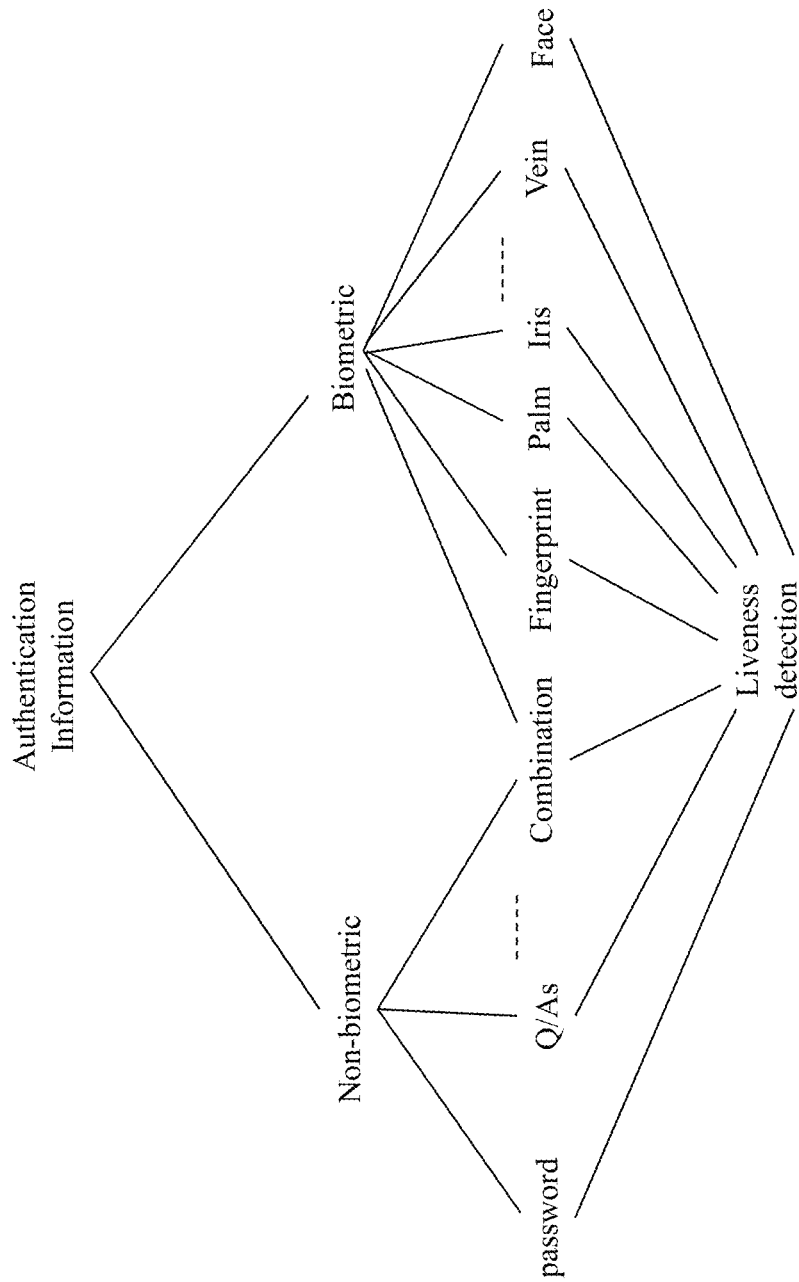 Authentication
Information
Non-biometric
Biometric
password
Q/As
Combination
Fingerprint
Palm
Iris
Vein
Face
Liveness
detection